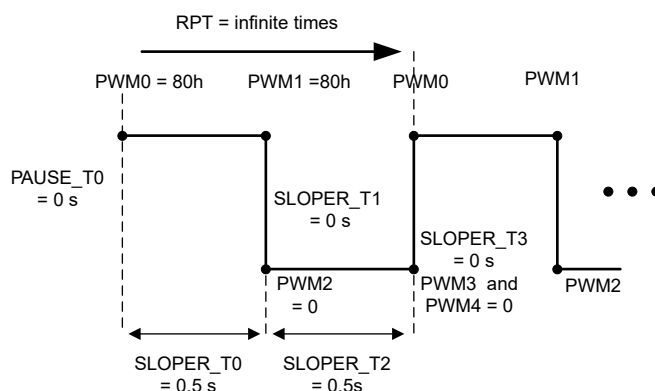 RPT = infinite times
PWM0 = 80h
PWM1 =80h
PWM0
PWM1
PAUSE_T0
= 0 s
SLOPER_T1
= 0 s
SLOPER_T3
= 0 s
PWM2
= 0
PWM3 and
PWM4 = 0
PWM2
SLOPER_T0
= 0.5 s
SLOPER_T2
= 0.5s